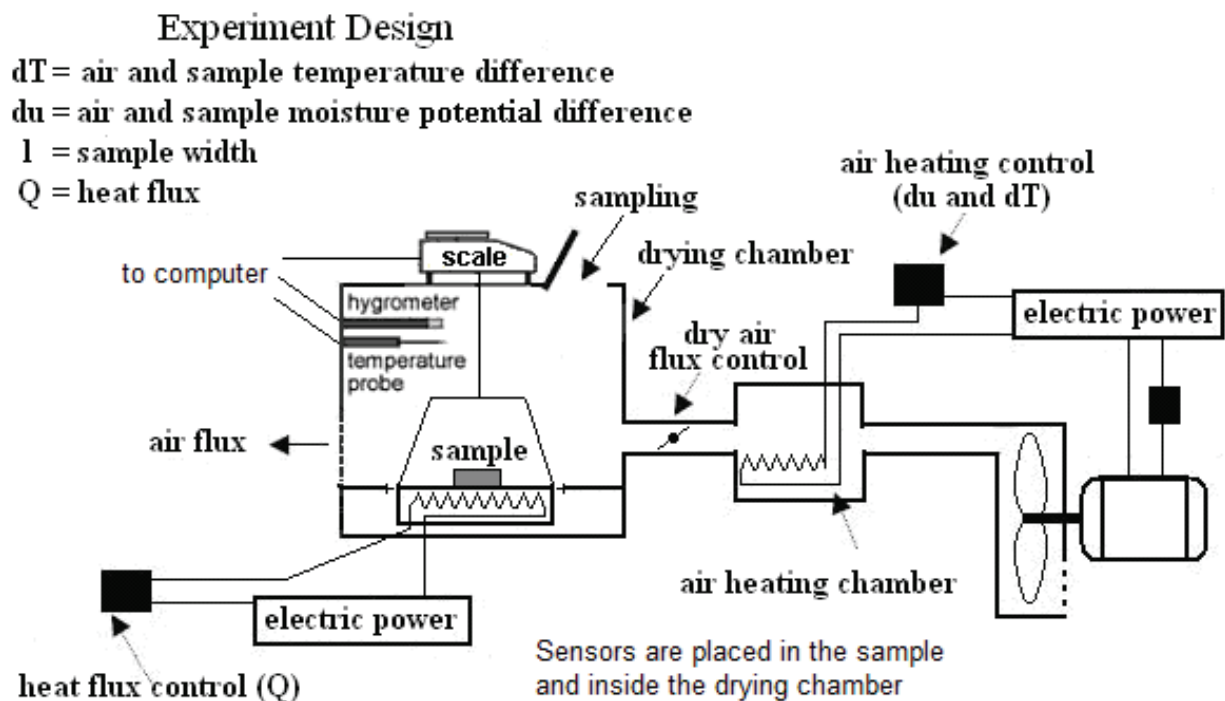 Experiment Design
dT = air and sample temperature difference
du = air and sample moisture potential difference
l = sample width
Q = heat flux
air heating control
(du and dT)
sampling
scale
drying chamber
to computer
hygrometer
temperature
probe
dry air
flux control
electric power
air flux
sample
air heating chamber
electric power
heat flux control (Q)
Sensors are placed in the sample
and inside the drying chamber